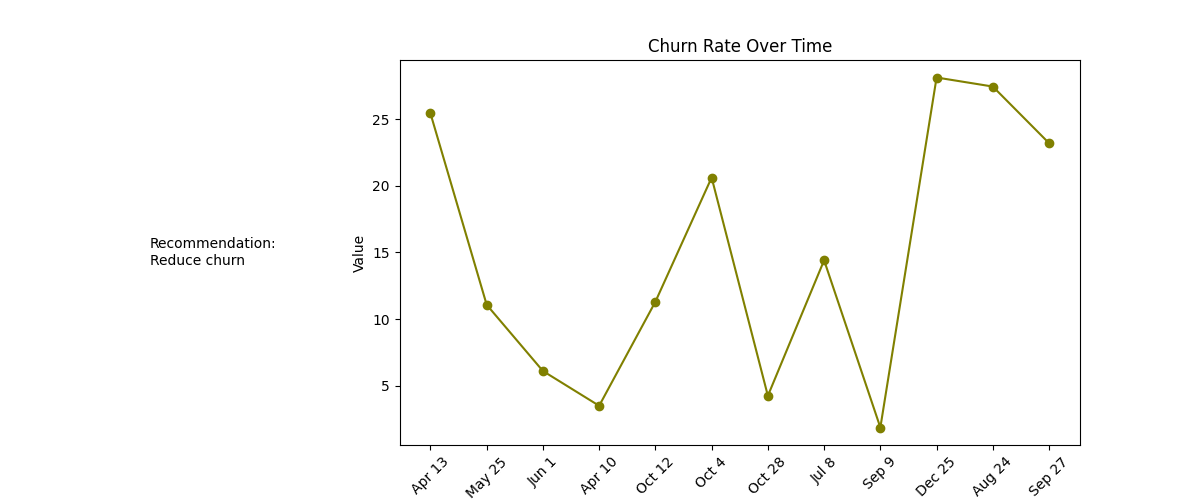 Churn Rate Over Time
Recommendation:
Reduce churn
Value
25
20
15
10
5
Apr 13
May 25
Jun 1
Apr 10
Oct 12
Oct 4
Oct 28
Jul 8
Sep 9
Dec 25
Aug 24
Sep 27